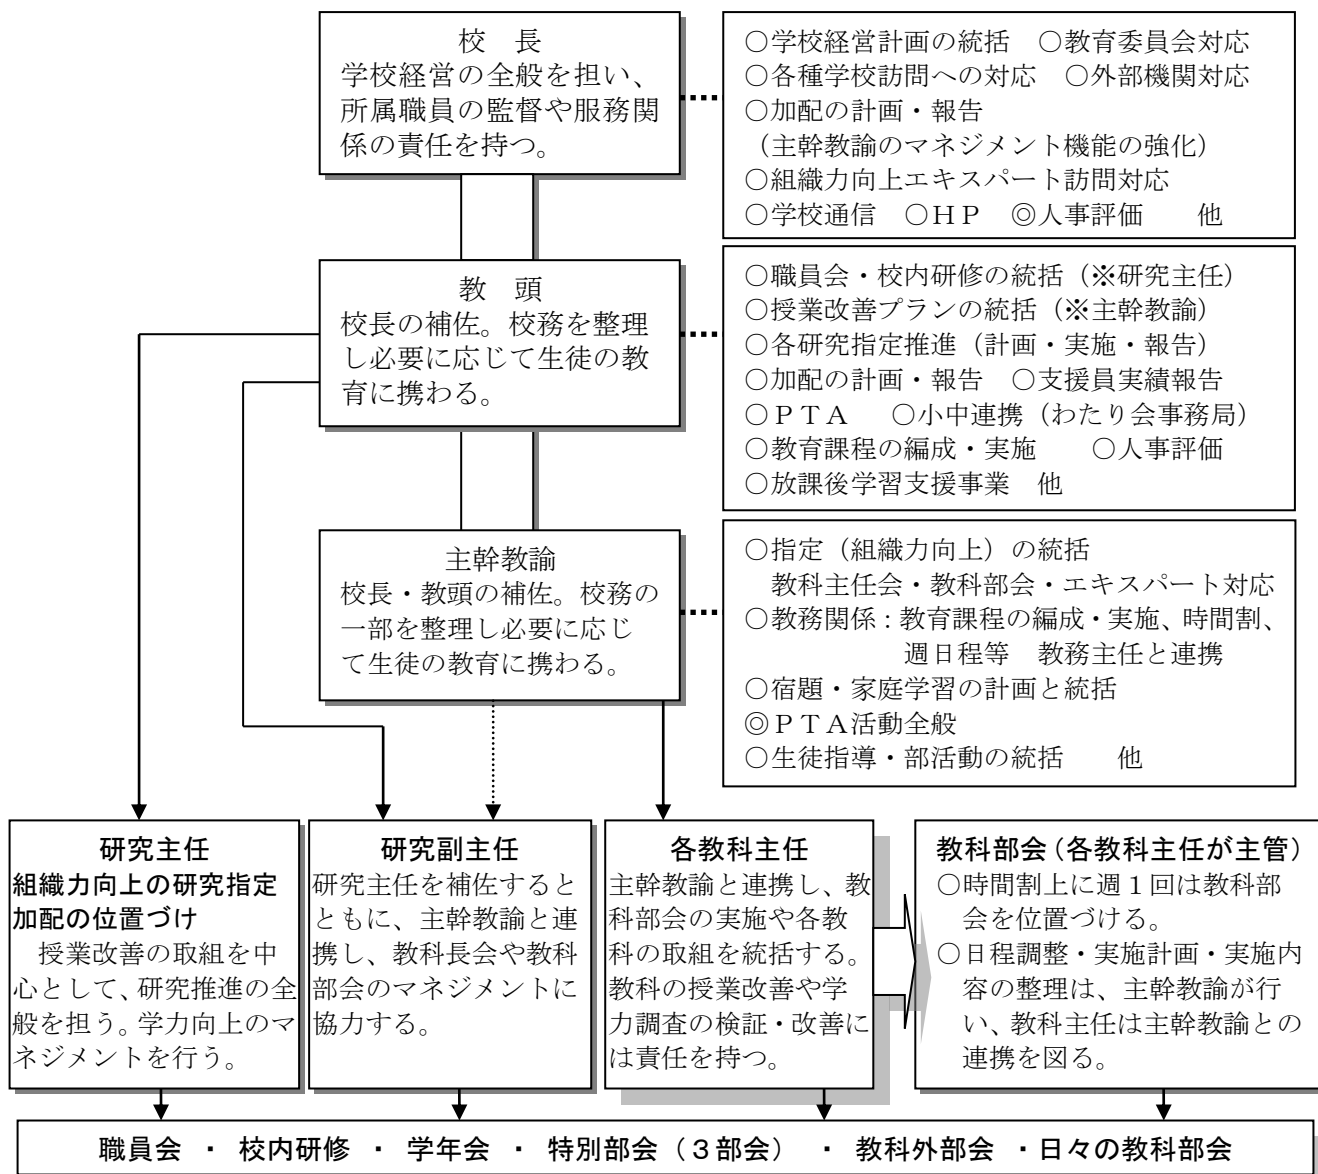 校　長
学校経営の全般を担い、
所属職員の監督や服務関
係の責任を持つ。
○学校経営計画の統括　○教育委員会対応
○各種学校訪問への対応　○外部機関対応
○加配の計画・報告
（主幹教諭のマネジメント機能の強化）
○組織力向上エキスパート訪問対応
○学校通信　○ＨＰ　◎人事評価　　他
教　頭
校長の補佐。校務を整理
し必要に応じて生徒の教
育に携わる。
○職員会・校内研修の統括（※研究主任）
○授業改善プランの統括（※主幹教諭）
○各研究指定推進（計画・実施・報告）
○加配の計画・報告　○支援員実績報告
○ＰＴＡ　　○小中連携（わたり会事務局）
○教育課程の編成・実施　　○人事評価
○放課後学習支援事業　他
主幹教諭
校長・教頭の補佐。校務の
一部を整理し必要に応じ
て生徒の教育に携わる。
○指定（組織力向上）の統括
教科主任会・教科部会・エキスパート対応
○教務関係：教育課程の編成・実施、時間割、
週日程等　教務主任と連携
○宿題・家庭学習の計画と統括
◎ＰＴＡ活動全般
○生徒指導・部活動の統括　　他
研究主任
組織力向上の研究指定
加配の位置づけ
授業改善の取組を中
心として、研究推進の全
般を担う。学力向上のマ
ネジメントを行う。
研究副主任
研究主任を補佐すると
ともに、主幹教諭と連
携し、教科長会や教科
部会のマネジメントに
協力する。
各教科主任
主幹教諭と連携し、教
科部会の実施や各教
科の取組を統括する。
教科の授業改善や学
力調査の検証・改善に
は責任を持つ。
教科部会（各教科主任が主管）
○時間割上に週１回は教科部
会を位置づける。
○日程調整・実施計画・実施内
容の整理は、主幹教諭が行
い、教科主任は主幹教諭との
連携を図る。
職員会　・　校内研修　・　学年会　・　特別部会（３部会）　・　教科外部会　・日々の教科部会